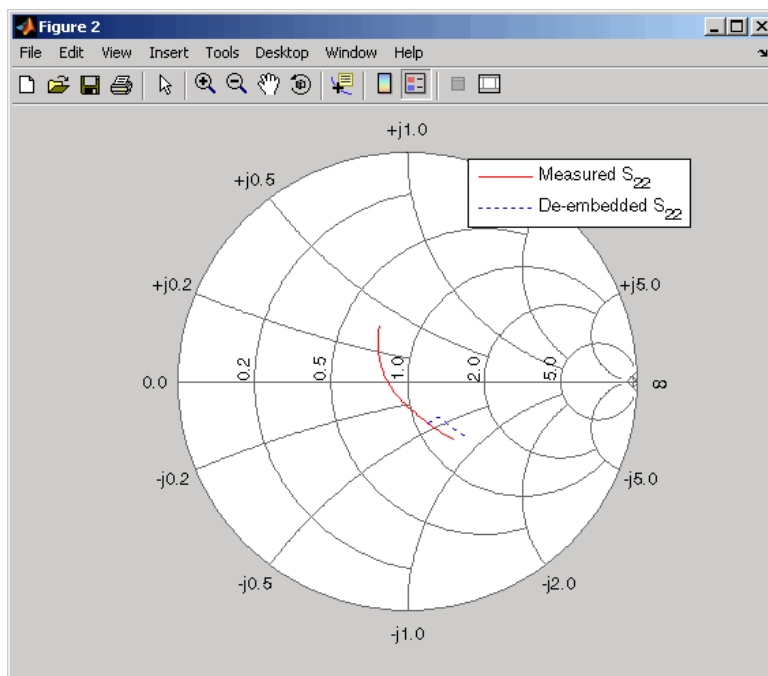 Figure 2
File Edit View Insert Tools Desktop Window Help
+j1.0
Measured S22
De-embedded S22
+j0.5
+j0.2
+j5.0
0.0
0.2
0.5
1.0
2.0
5.0
∞
-j0.2
-j5.0
-j0.5
-j2.0
-j1.0